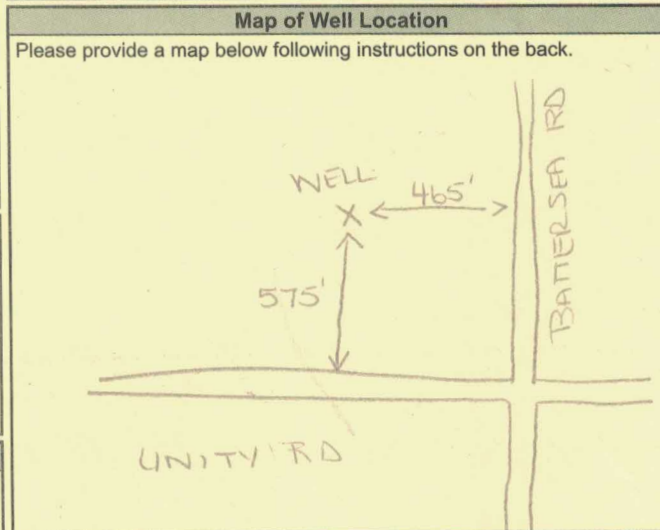 Map of Well Location
Please provide a map below following instructions on the back.
WELL
X
465'
BATTERSEA RD
575'
UNITY RD